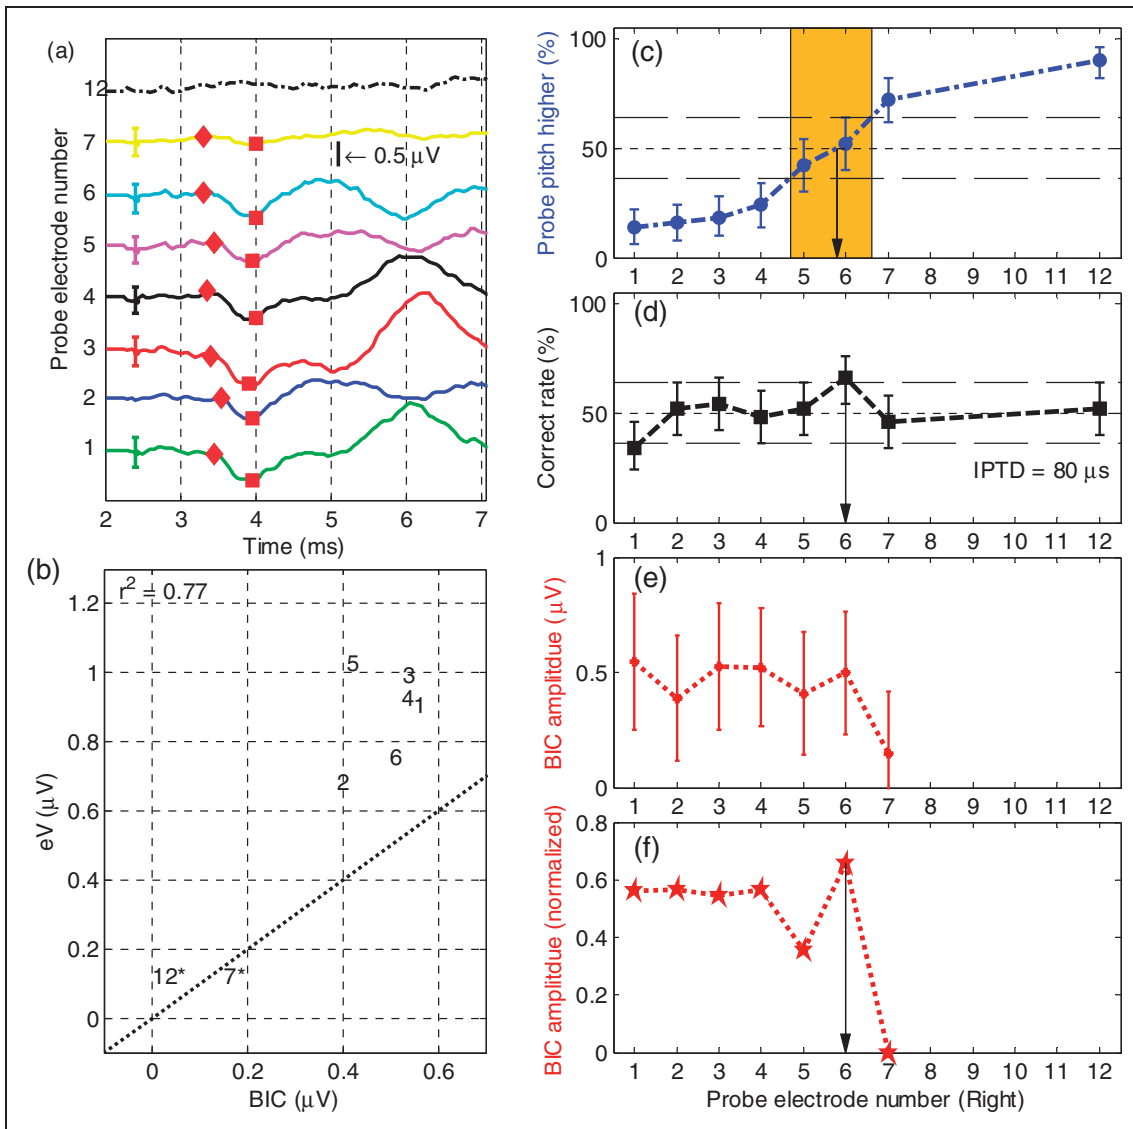 (a)
Probe electrode number
12
7
6
5
4
3
2
1
← 0.5 μV
2 3 4 5 6 7
Time (ms)
(b)
r² = 0.77
eV (μV)
1.2
1
0.8
0.6
0.4
0.2
0
5
3
4
1
6
2
12*
7*
0 0.2 0.4 0.6
BIC (μV)
(c)
Probe pitch higher (%)
100
50
0
1 2 3 4 5 6 7 8 9 10 11 12
(d)
Correct rate (%)
100
50
0
IPTD = 80 μs
1 2 3 4 5 6 7 8 9 10 11 12
(e)
BIC amplitdue (μV)
1
0.5
0
1 2 3 4 5 6 7 8 9 10 11 12
(f)
BIC amplitdue (normalized)
0.8
0.6
0.4
0.2
0
1 2 3 4 5 6 7 8 9 10 11 12
Probe electrode number (Right)